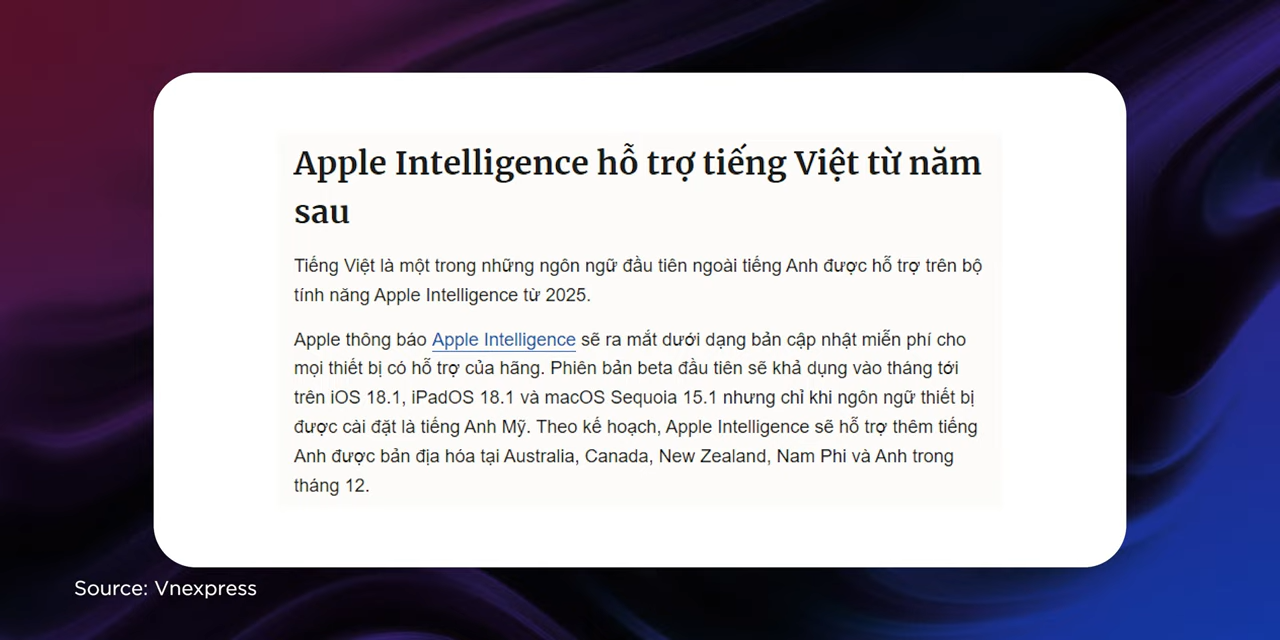 Apple Intelligence hỗ trợ tiếng Việt từ năm
sau
Tiếng Việt là một trong những ngôn ngữ đầu tiên ngoài tiếng Anh được hỗ trợ trên bộ
tính năng Apple Intelligence từ 2025.
Apple thông báo Apple Intelligence sẽ ra mắt dưới dạng bản cập nhật miễn phí cho
mọi thiết bị có hỗ trợ của hãng. Phiên bản beta đầu tiên sẽ khả dụng vào tháng tới
trên iOS 18.1, iPadOS 18.1 và macOS Sequoia 15.1 nhưng chỉ khi ngôn ngữ thiết bị
được cài đặt là tiếng Anh Mỹ. Theo kế hoạch, Apple Intelligence sẽ hỗ trợ thêm tiếng
Anh được bản địa hóa tại Australia, Canada, New Zealand, Nam Phi và Anh trong
tháng 12.
Source: Vnexpress